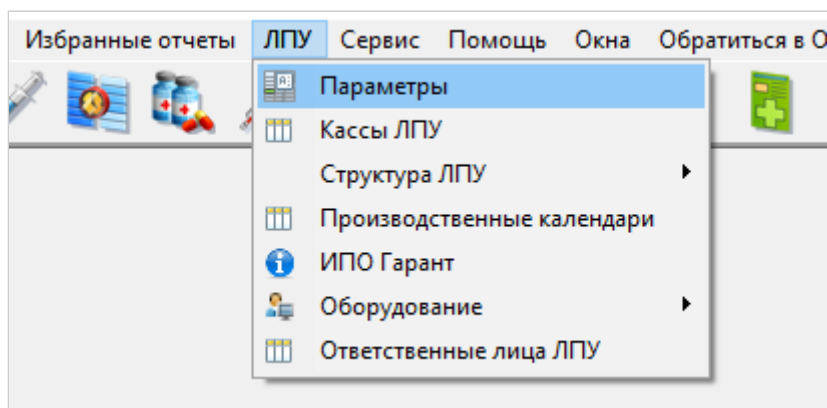 Избранные отчеты ЛПУ Сервис Помощь Окна Обратиться в
Параметры
Кассы ЛПУ
Структура ЛПУ
Производственные календари
ИПО Гарант
Оборудование
Ответственные лица ЛПУ